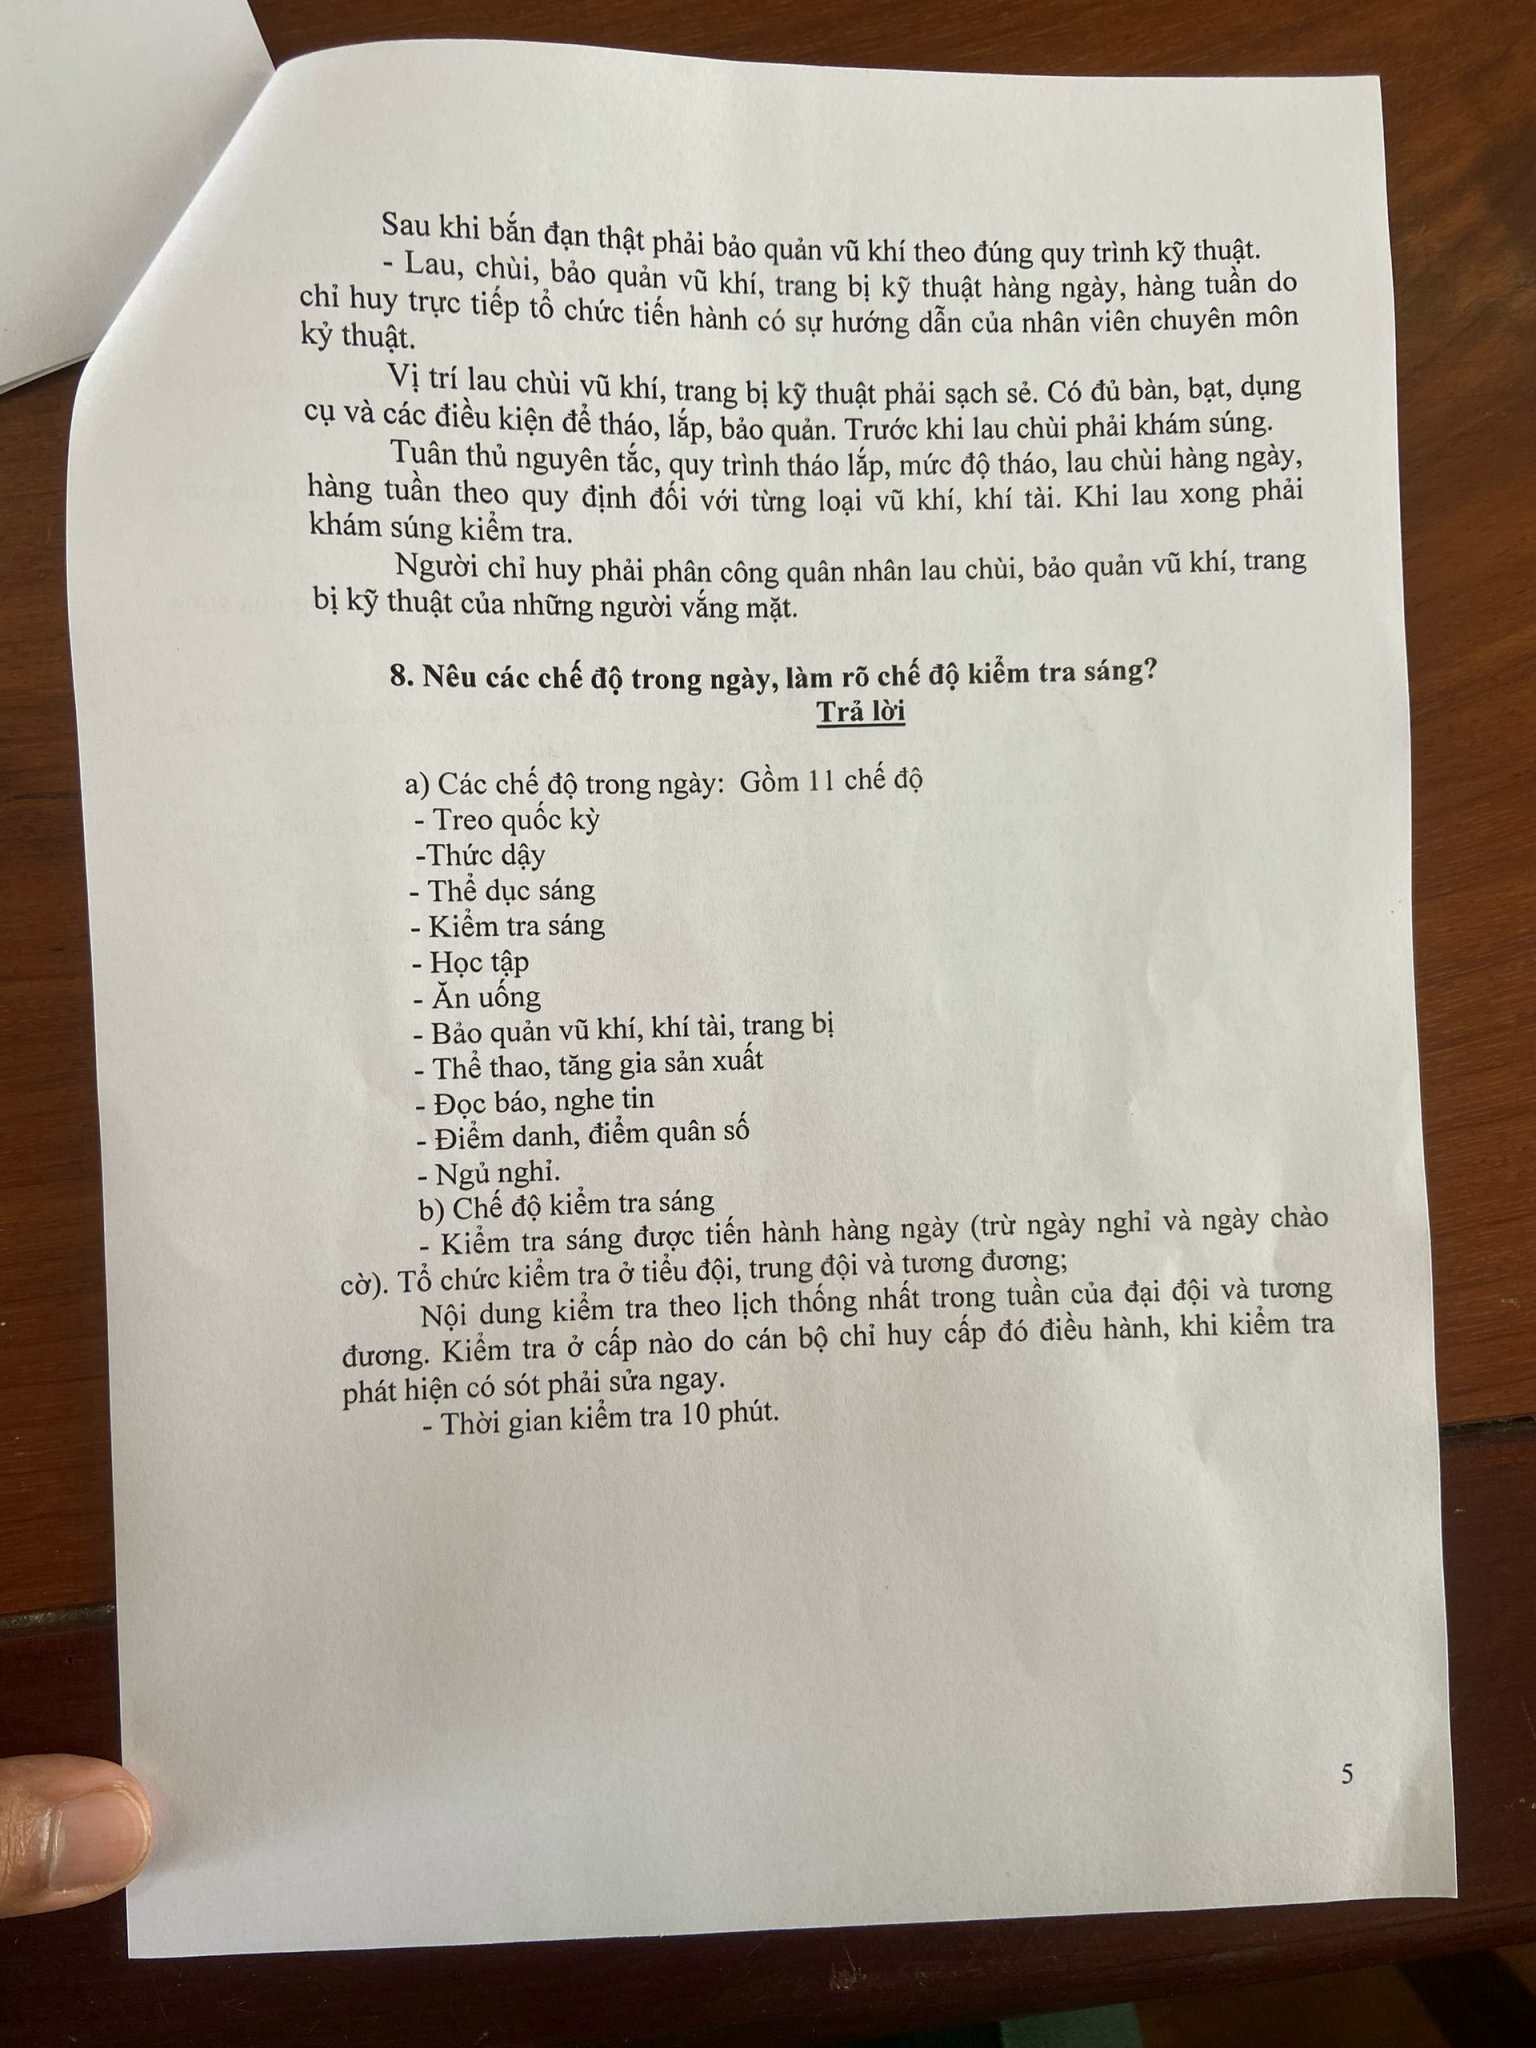 Sau khi bắn đạn thật phải bảo quản vũ khí theo đúng quy trình kỹ thuật.
- Lau, chùi, bảo quản vũ khí, trang bị kỹ thuật hàng ngày, hàng tuần do
chỉ huy trực tiếp tổ chức tiến hành có sự hướng dẫn của nhân viên chuyên môn
kỷ thuật.
Vị trí lau chùi vũ khí, trang bị kỹ thuật phải sạch sẻ. Có đủ bàn, bạt, dụng
cụ và các điều kiện để tháo, lắp, bảo quản. Trước khi lau chùi phải khám súng.
Tuân thủ nguyên tắc, quy trình tháo lắp, mức độ tháo, lau chùi hàng ngày,
hàng tuần theo quy định đối với từng loại vũ khí, khí tài. Khi lau xong phải
khám súng kiểm tra.
Người chỉ huy phải phân công quân nhân lau chùi, bảo quản vũ khí, trang
bị kỹ thuật của những người vắng mặt.
8. Nêu các chế độ trong ngày, làm rõ chế độ kiểm tra sáng?
Trả lời
a) Các chế độ trong ngày: Gồm 11 chế độ
- Treo quốc kỳ
-Thức dậy
- Thể dục sáng
- Kiểm tra sáng
- Học tập
- Ăn uống
- Bảo quản vũ khí, khí tài, trang bị
- Thể thao, tăng gia sản xuất
- Đọc báo, nghe tin
- Điểm danh, điểm quân số
- Ngủ nghỉ.
b) Chế độ kiểm tra sáng
- Kiểm tra sáng được tiến hành hàng ngày (trừ ngày nghỉ và ngày chào
cờ). Tổ chức kiểm tra ở tiểu đội, trung đội và tương đương;
Nội dung kiểm tra theo lịch thống nhất trong tuần của đại đội và tương
đương. Kiểm tra ở cấp nào do cán bộ chỉ huy cấp đó điều hành, khi kiểm tra
phát hiện có sót phải sửa ngay.
- Thời gian kiểm tra 10 phút.
5